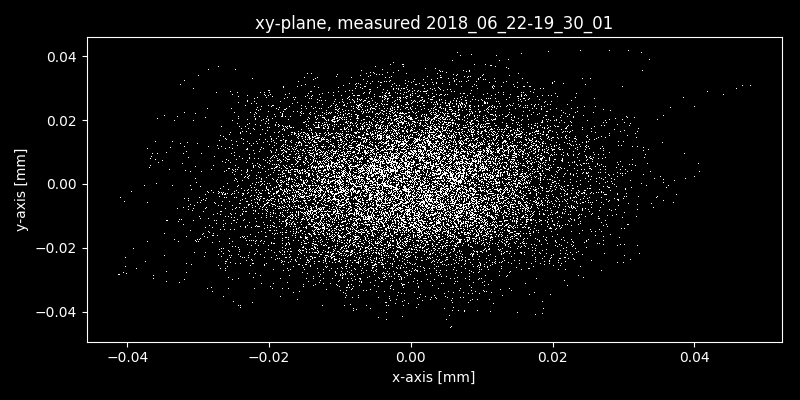 xy-plane, measured 2018_06_22-19_30_01
0.04
0.02
0.00
−0.02
−0.04
y-axis [mm]
−0.04 −0.02 0.00 0.02 0.04
x-axis [mm]